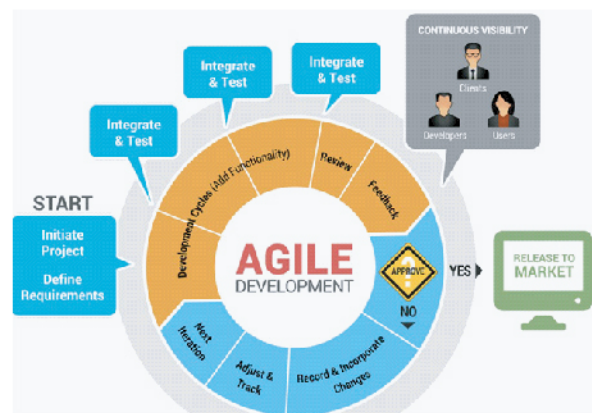 CONTINUOUS VISIBILITY
Clients
Developers
Users
Integrate
& Test
Integrate
& Test
Integrate
& Test
START
Initiate
Project
Define
Requirements
Development Cycles (Add Functionality)
Review
Feedback
AGILE
DEVELOPMENT
?
APPROVE
YES
NO
RELEASE TO
MARKET
Record & Incorporate
Changes
Adjust &
Track
Next
Iteration